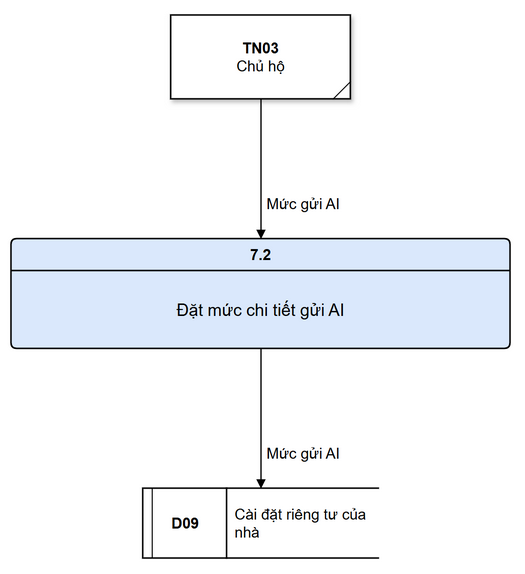 TN03
Chủ hộ
Mức gửi AI
7.2
Đặt mức chi tiết gửi AI
Mức gửi AI
D09
Cài đặt riêng tư của
nhà